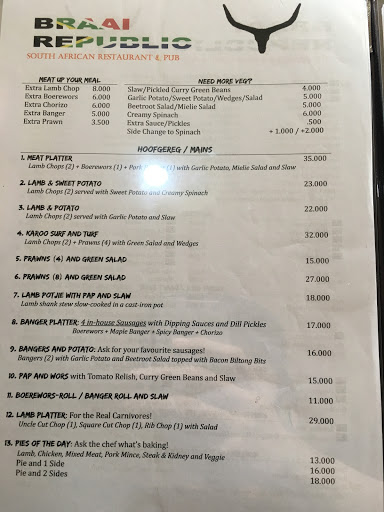 BRAAI
REPUBLIC
SOUTH AFRICAN RESTAURANT & PUB
MEAT UP YOUR MEAL
Extra Lamb Chop 8.000
Extra Boerewors 6.000
Extra Chorizo 6.000
Extra Banger 5.000
Extra Prawn 3.500
NEED MORE VEG?
Slaw/Pickled Curry Green Beans 4.000
Garlic Potato/Sweet Potato/Wedges/Salad 5.000
Beetroot Salad/Mielie Salad 5.000
Creamy Spinach 6.000
Extra Sauce/Pickles 500
Side Change to Spinach + 1.000 / +2.000
HOOFGEREG / MAINS
1. MEAT PLATTER 35.000
Lamb Chops (2) + Boerewors (1) + Pork (1) with Garlic Potato, Mielie Salad and Slaw
2. LAMB & SWEET POTATO 23.000
Lamb Chops (2) served with Sweet Potato and Creamy Spinach
3. LAMB & POTATO 22.000
Lamb Chops (2) served with Garlic Potato and Slaw
4. KAROO SURF AND TURF 32.000
Lamb Chops (2) + Prawns (4) with Green Salad and Wedges
5. PRAWNS (4) AND GREEN SALAD 15.000
6. PRAWNS (8) AND GREEN SALAD 27.000
7. LAMB POTJIE WITH PAP AND SLAW 18.000
Lamb shank stew slow-cooked in a cast-iron pot
8. BANGER PLATTER: 4 in-house Sausages with Dipping Sauces and Dill Pickles 17.000
Boerewors + Maple Banger + Spicy Banger + Chorizo
9. BANGERS AND POTATO: Ask for your favourite sausages! 16.000
Bangers (2) with Garlic Potato and Beetroot Salad topped with Bacon Biltong Bits
10. PAP AND WORS with Tomato Relish, Curry Green Beans and Slaw 15.000
11. BOEREWORS-ROLL / BANGER ROLL AND SLAW 11.000
12. LAMB PLATTER: For the Real Carnivores! 29.000
Uncle Cut Chop (1), Square Cut Chop (1), Rib Chop (1) with Salad
13. PIES OF THE DAY: Ask the chef what's baking!
Lamb, Chicken, Mixed Meat, Pork Mince, Steak & Kidney and Veggie 13.000
Pie and 1 Side 16.000
Pie and 2 Sides 18.000